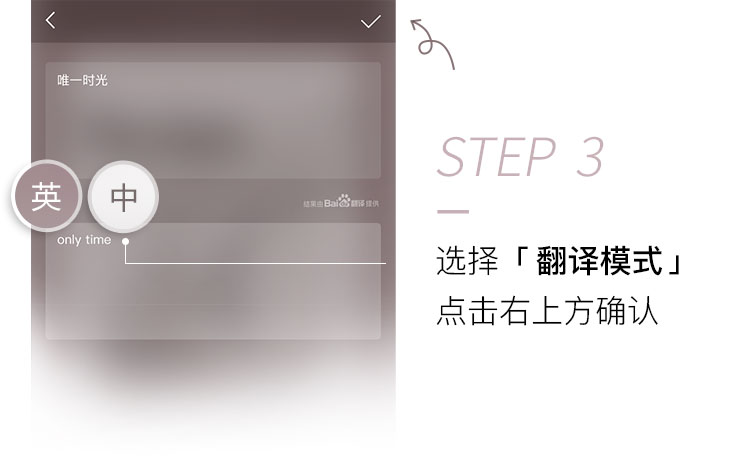 唯一时光
英 中
结果由Bai翻译提供
only time
STEP 3
选择「翻译模式」
点击右上方确认